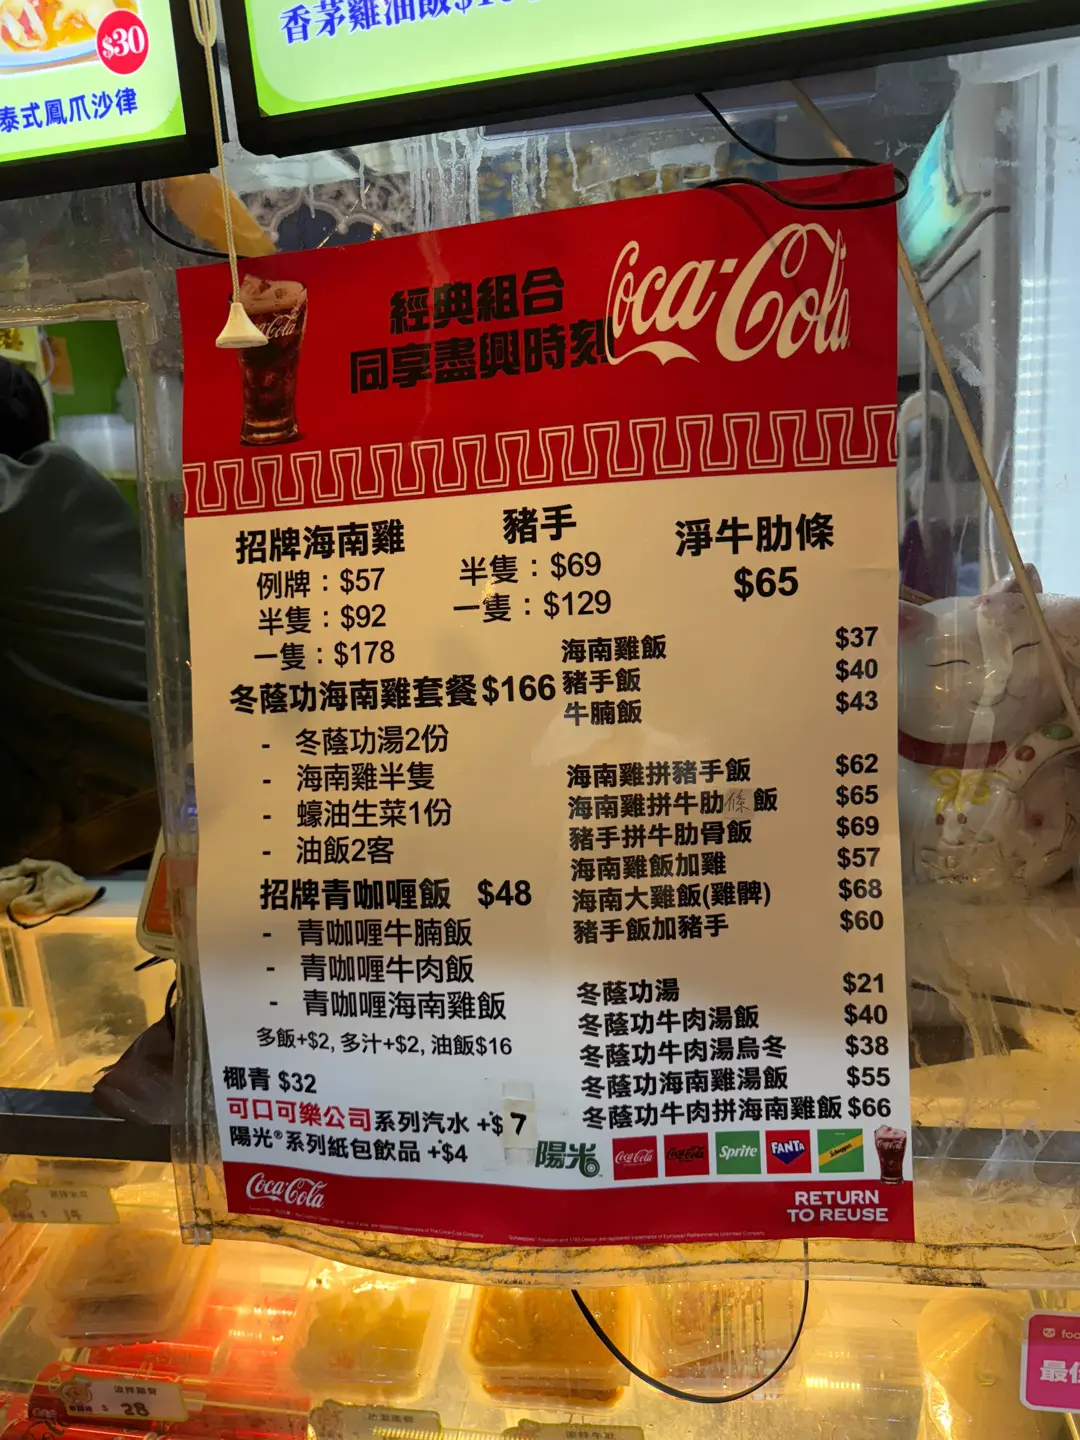 $30
泰式鳳爪沙律
香茅雞油飯
經典組合
同享盡興時刻
Coca-Cola
招牌海南雞
例牌：$57
半隻：$92
一隻：$178
豬手
半隻：$69
一隻：$129
淨牛肋條
$65
冬蔭功海南雞套餐 $166
- 冬蔭功湯2份
- 海南雞半隻
- 蠔油生菜1份
- 油飯2客
招牌青咖喱飯 $48
- 青咖喱牛腩飯
- 青咖喱牛肉飯
- 青咖喱海南雞飯
多飯+$2, 多汁+$2, 油飯$16
椰青 $32
可口可樂公司系列汽水 +$7
陽光®系列紙包飲品 +$4
海南雞飯 $37
豬手飯 $40
牛腩飯 $43
海南雞拼豬手飯 $62
海南雞拼牛肋條飯 $65
豬手拼牛肋骨飯 $69
海南雞飯加雞 $57
海南大雞飯(雞髀) $68
豬手飯加豬手 $60
冬蔭功湯 $21
冬蔭功牛肉湯飯 $40
冬蔭功牛肉湯烏冬 $38
冬蔭功海南雞湯飯 $55
冬蔭功牛肉拼海南雞飯 $66
陽光
Coca-Cola
Coca-Cola
Sprite
FANTA
Schweppes
Coca-Cola
Coca-Cola
RETURN
TO REUSE
$ 14
$ 28